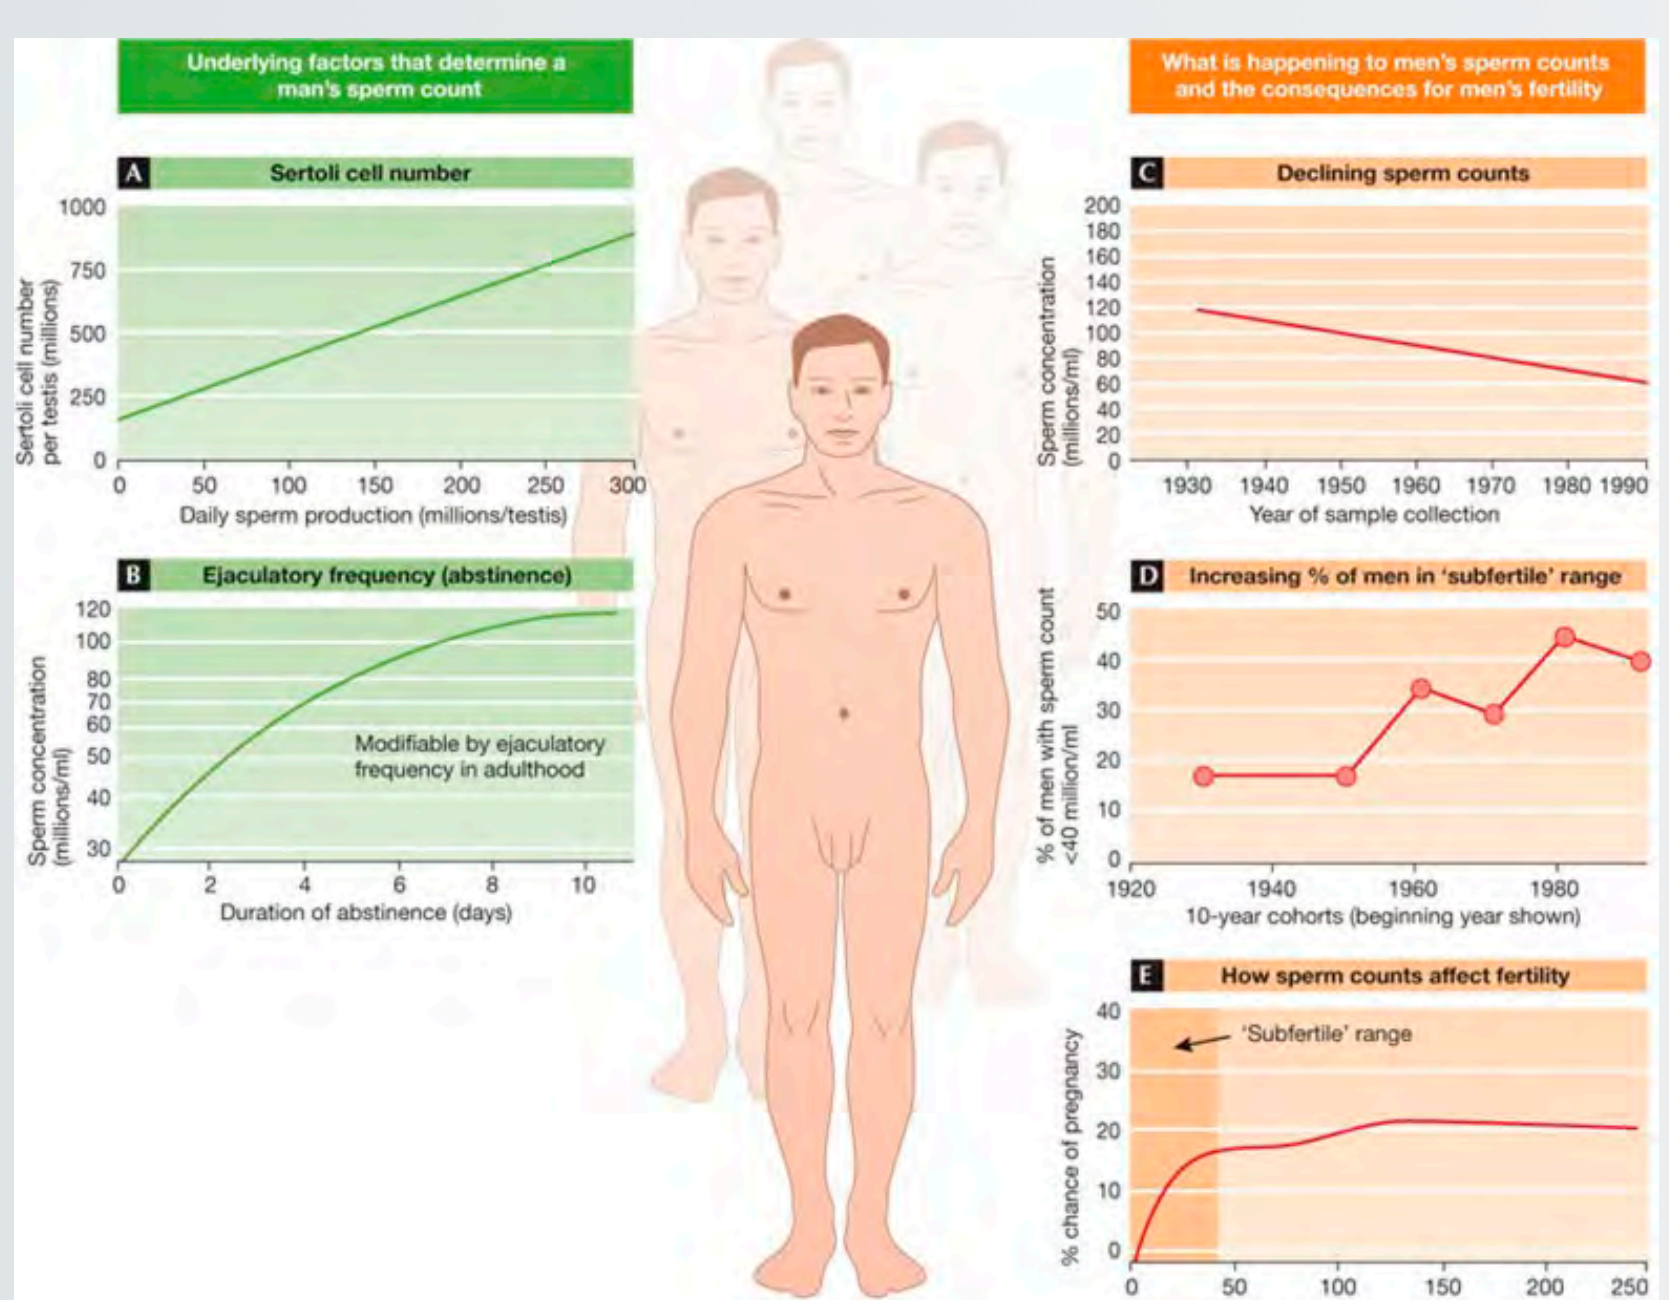 Underlying factors that determine a
man's sperm count
A
Sertoli cell number
Sertoli cell number
per testis (millions)
1000
750
500
250
0
0 50 100 150 200 250 300
Daily sperm production (millions/testis)
B
Ejaculatory frequency (abstinence)
Sperm concentration
(millions/ml)
120
100
80
70
60
50
40
30
Modifiable by ejaculatory
frequency in adulthood
0 2 4 6 8 10
Duration of abstinence (days)
What is happening to men's sperm counts
and the consequences for men's fertility
C
Declining sperm counts
Sperm concentration
(millions/ml)
200
180
160
140
120
100
80
60
40
20
0
1930 1940 1950 1960 1970 1980 1990
Year of sample collection
D
Increasing % of men in 'subfertile' range
% of men with sperm count
<40 million/ml
50
40
30
20
10
0
1920 1940 1960 1980
10-year cohorts (beginning year shown)
E
How sperm counts affect fertility
% chance of pregnancy
40
30
20
10
0
'Subfertile' range
0 50 100 150 200 250